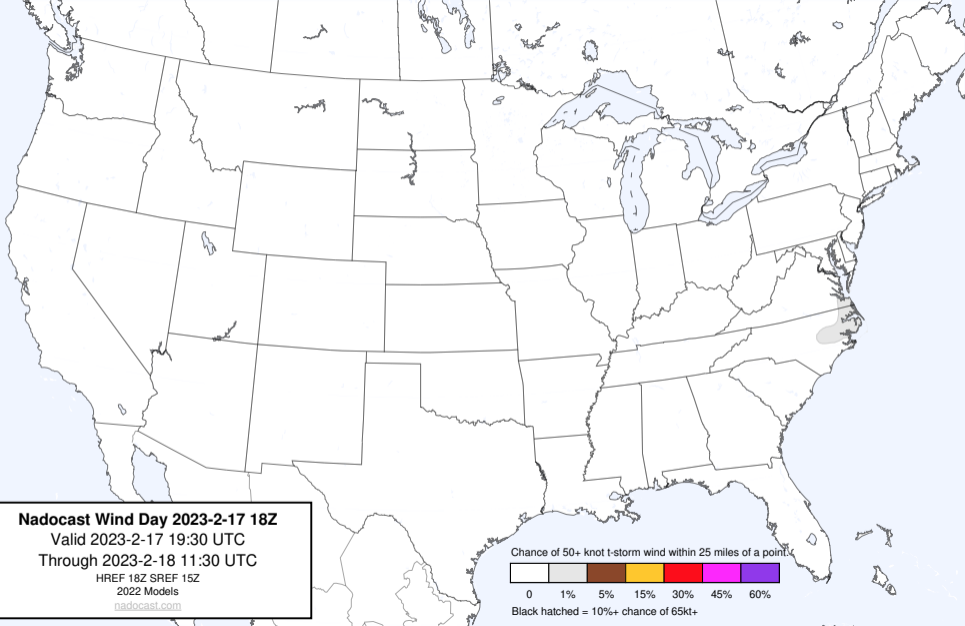 Nadocast Wind Day 2023-2-17 18Z
Valid 2023-2-17 19:30 UTC
Through 2023-2-18 11:30 UTC
HREF 18Z SREF 15Z
2022 Models
nadocast.com
Chance of 50+ knot t-storm wind within 25 miles of a point.
0 1% 5% 15% 30% 45% 60%
Black hatched = 10%+ chance of 65kt+